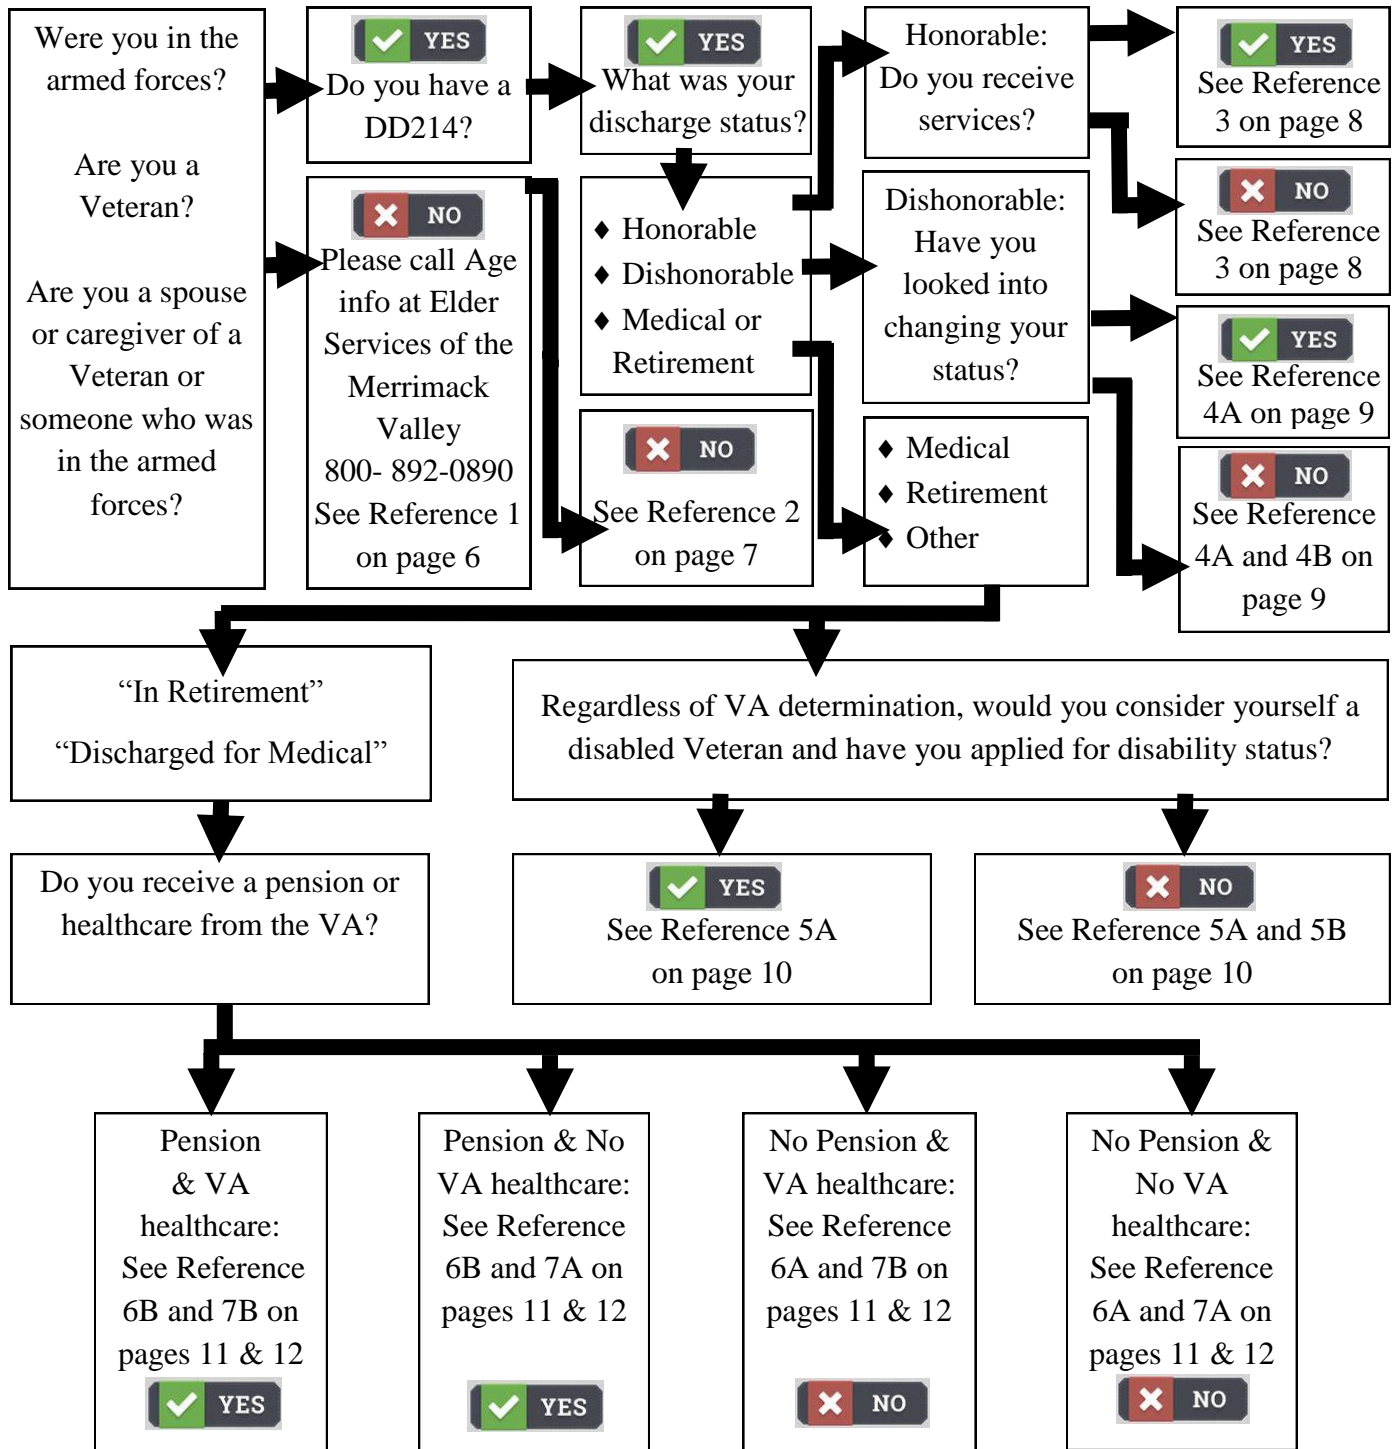 Were you in the
armed forces?
Are you a
Veteran?
Are you a spouse
or caregiver of a
Veteran or
someone who was
in the armed
forces?
YES
Do you have a
DD214?
NO
Please call Age
info at Elder
Services of the
Merrimack
Valley
800- 892-0890
See Reference 1
on page 6
YES
What was your
discharge status?
♦ Honorable
♦ Dishonorable
♦ Medical or
Retirement
NO
See Reference 2
on page 7
Honorable:
Do you receive
services?
Dishonorable:
Have you
looked into
changing your
status?
♦ Medical
♦ Retirement
♦ Other
YES
See Reference
3 on page 8
NO
See Reference
3 on page 8
YES
See Reference
4A on page 9
NO
See Reference
4A and 4B on
page 9
“In Retirement”
“Discharged for Medical”
Regardless of VA determination, would you consider yourself a
disabled Veteran and have you applied for disability status?
Do you receive a pension or
healthcare from the VA?
YES
See Reference 5A
on page 10
NO
See Reference 5A and 5B
on page 10
Pension
& VA
healthcare:
See Reference
6B and 7B on
pages 11 & 12
YES
Pension & No
VA healthcare:
See Reference
6B and 7A on
pages 11 & 12
YES
No Pension &
VA healthcare:
See Reference
6A and 7B on
pages 11 & 12
NO
No Pension &
No VA
healthcare:
See Reference
6A and 7A on
pages 11 & 12
NO